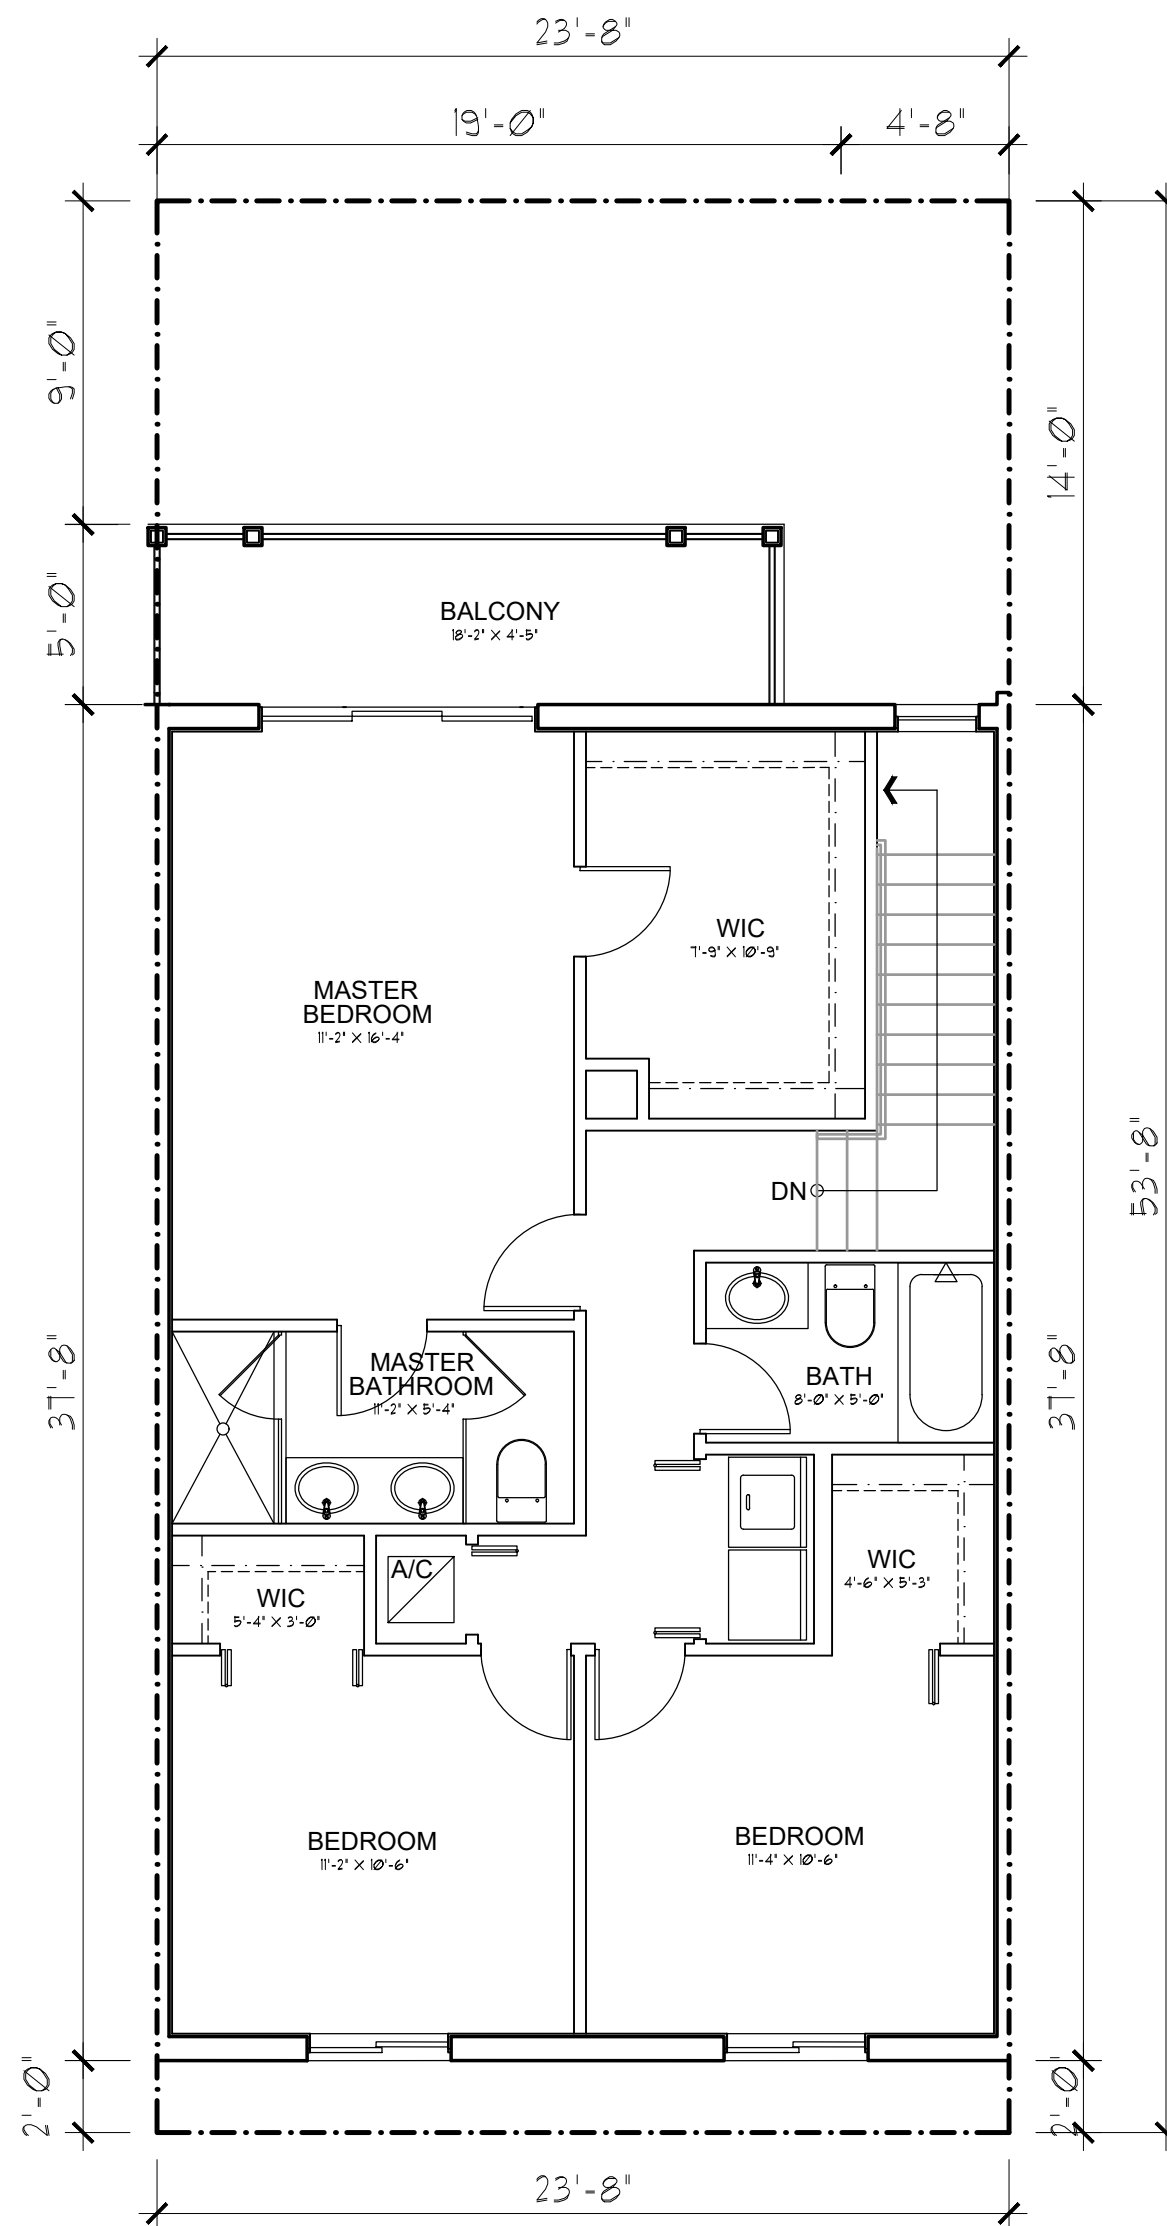 23'-8"
19'-0"
4'-8"
9'-0"
14'-0"
5'-0"
BALCONY
18'-2" X 4'-5"
WIC
7'-9" X 10'-9"
MASTER
BEDROOM
11'-2" X 16'-4"
53'-8"
DN
37'-8"
37'-8"
MASTER
BATHROOM
11'-2" X 5'-4"
BATH
8'-0" X 5'-0"
A/C
WIC
4'-6" X 5'-3"
WIC
5'-4" X 3'-0"
BEDROOM
11'-2" X 10'-6"
BEDROOM
11'-4" X 10'-6"
2'-0"
2'-0"
23'-8"